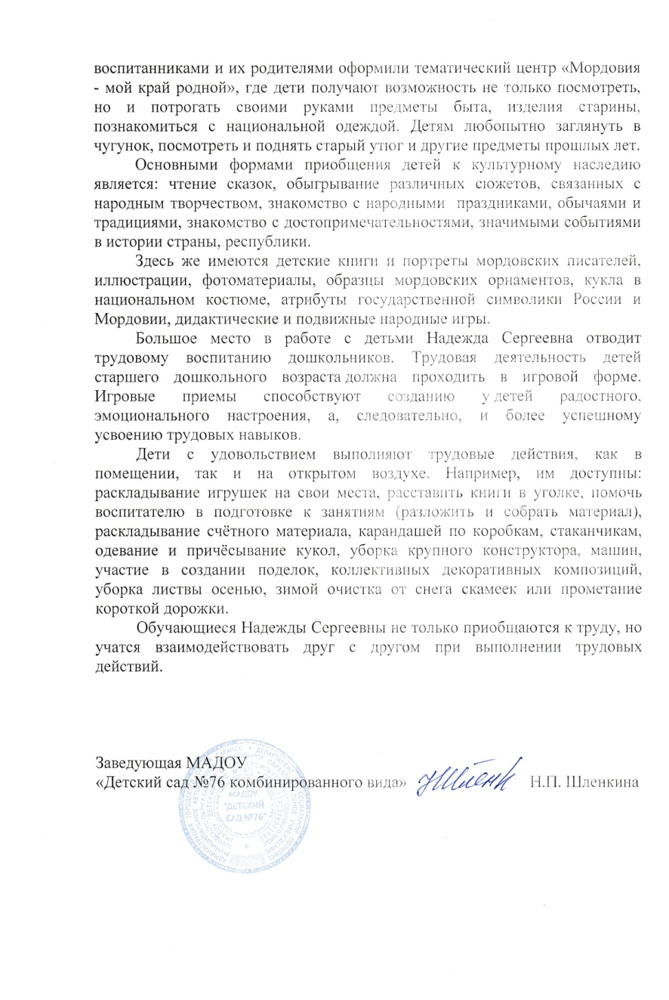 воспитанниками и их родителями оформили тематический центр «Мордовия
- мой край родной», где дети получают возможность не только посмотреть,
но и потрогать своими руками предметы быта, изделия старины,
познакомиться с национальной одеждой. Детям любопытно заглянуть в
чугунок, посмотреть и поднять старый утюг и другие предметы прошлых лет.
Основными формами приобщения детей к культурному наследию
является: чтение сказок, обыгрывание различных сюжетов, связанных с
народным творчеством, знакомство с народными праздниками, обычаями и
традициями, знакомство с достопримечательностями, значимыми событиями
в истории страны, республики.
Здесь же имеются детские книги и портреты мордовских писателей,
иллюстрации, фотоматериалы, образцы мордовских орнаментов, кукла в
национальном костюме, атрибуты государственной символики России и
Мордовии, дидактические и подвижные народные игры.
Большое место в работе с детьми Надежда Сергеевна отводит
трудовому воспитанию дошкольников. Трудовая деятельность детей
старшего дошкольного возраста должна проходить в игровой форме.
Игровые приемы способствуют созданию у детей радостного,
эмоционального настроения, а, следовательно, и более успешному
усвоению трудовых навыков.
Дети с удовольствием выполняют трудовые действия, как в
помещении, так и на открытом воздухе. Например, им доступны:
раскладывание игрушек на свои места, расставить книги в уголке, помочь
воспитателю в подготовке к занятиям (разложить и собрать материал),
раскладывание счётного материала, карандашей по коробкам, стаканчикам,
одевание и причёсывание кукол, уборка крупного конструктора, машин,
участие в создании поделок, коллективных декоративных композиций,
уборка листвы осенью, зимой очистка от снега скамеек или прометание
короткой дорожки.
Обучающиеся Надежды Сергеевны не только приобщаются к труду, но
учатся взаимодействовать друг с другом при выполнении трудовых
действий.
Заведующая МАДОУ
«Детский сад №76 комбинированного вида» Н.П. Шленкина
МАДОУ
"ДЕТСКИЙ
САД №76"